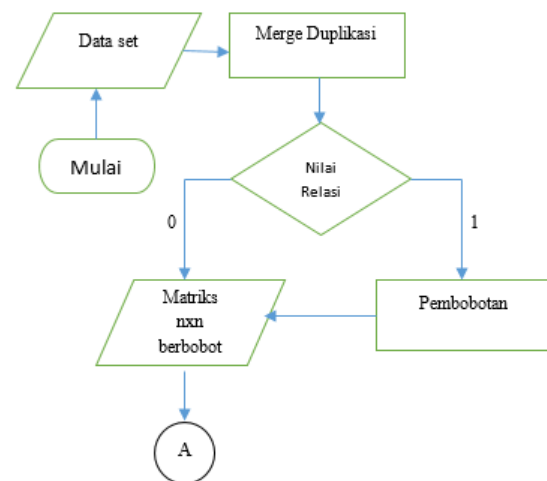 Data set
Merge Duplikasi
Mulai
Nilai
Relasi
0
1
Matriks
nxn
berbobot
Pembobotan
A